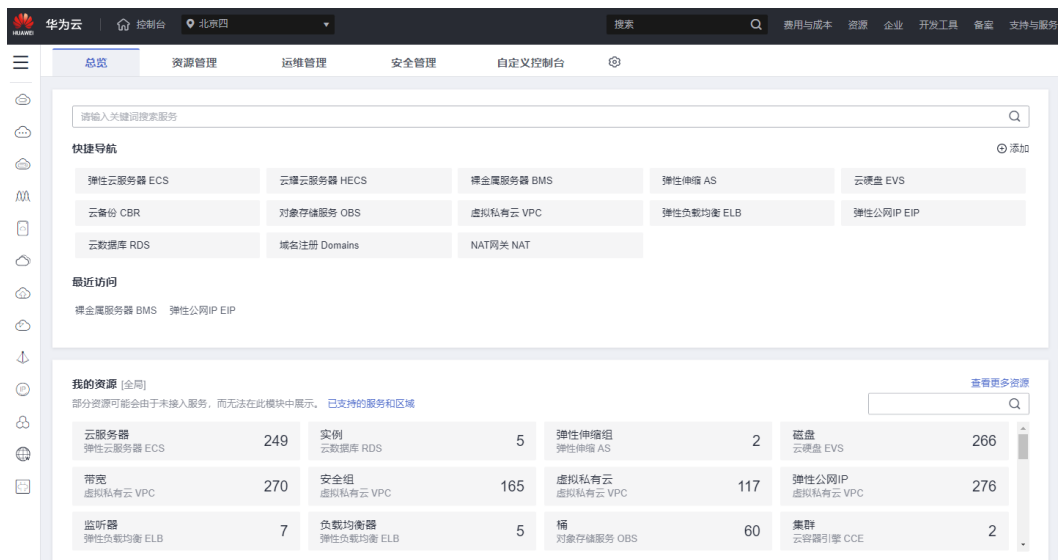 HUAWEI 华为云 控制台 北京四 搜索 费用与成本 资源 企业 开发工具 备案 支持与服务
总览 资源管理 运维管理 安全管理 自定义控制台
请输入关键词搜索服务
快捷导航 添加
弹性云服务器 ECS 云耀云服务器 HECS 裸金属服务器 BMS 弹性伸缩 AS 云硬盘 EVS
云备份 CBR 对象存储服务 OBS 虚拟私有云 VPC 弹性负载均衡 ELB 弹性公网IP EIP
云数据库 RDS 域名注册 Domains NAT网关 NAT
最近访问
裸金属服务器 BMS 弹性公网IP EIP
我的资源 [全局] 查看更多资源
部分资源可能会由于未接入服务，而无法在此模块中展示。 已支持的服务和区域
云服务器 249 实例 5 弹性伸缩组 2 磁盘 266
弹性云服务器 ECS 云数据库 RDS 弹性伸缩 AS 云硬盘 EVS
带宽 270 安全组 165 虚拟私有云 117 弹性公网IP 276
虚拟私有云 VPC 虚拟私有云 VPC 虚拟私有云 VPC 虚拟私有云 VPC
监听器 7 负载均衡器 5 桶 60 集群 2
弹性负载均衡 ELB 弹性负载均衡 ELB 对象存储服务 OBS 云容器引擎 CCE